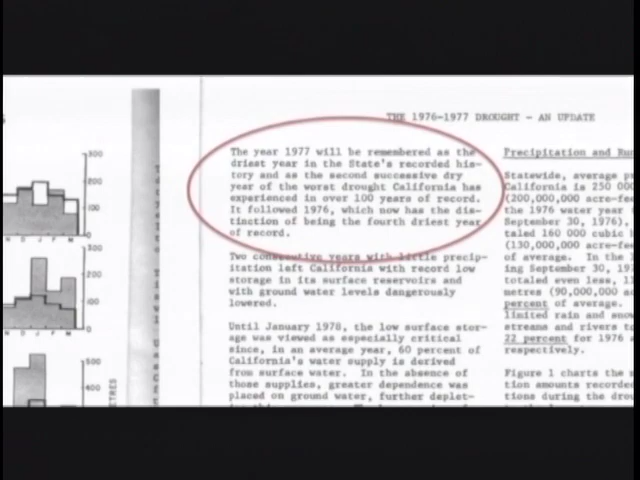 THE 1976-1977 DROUGHT - AN UPDATE
The year 1977 will be remembered as the
driest year in the State's recorded his-
tory and as the second successive dry
year of the worst drought California has
experienced in over 100 years of record.
It followed 1976, which now has the dis-
tinction of being the fourth driest year
of record.
Two consecutive years with little precip-
itation left California with record low
storage in its surface reservoirs and
with ground water levels dangerously
lowered.
Until January 1978, the low surface stor-
age was viewed as especially critical
since, in an average year, 60 percent of
California's water supply is derived
from surface water. In the absence of
those supplies, greater dependence was
placed on ground water, further deplet-
Precipitation and
Statewide, average
California is 250 000
(200,000,000 acre-fee
the 1976 water year
September 30, 1976),
taled 160 000 cubic
(130,000,000 acre-fee
of average. In the
ing September 30,
totaled even less,
metres (90,000,000
percent of average.
limited rain and
streams and rivers
22 percent for 1976
respectively.
Figure 1 charts the
tion amounts recorde
tions during the
300
200
100
0
N D J F M
300
200
100
0
N D J F M
500
400
ETRES